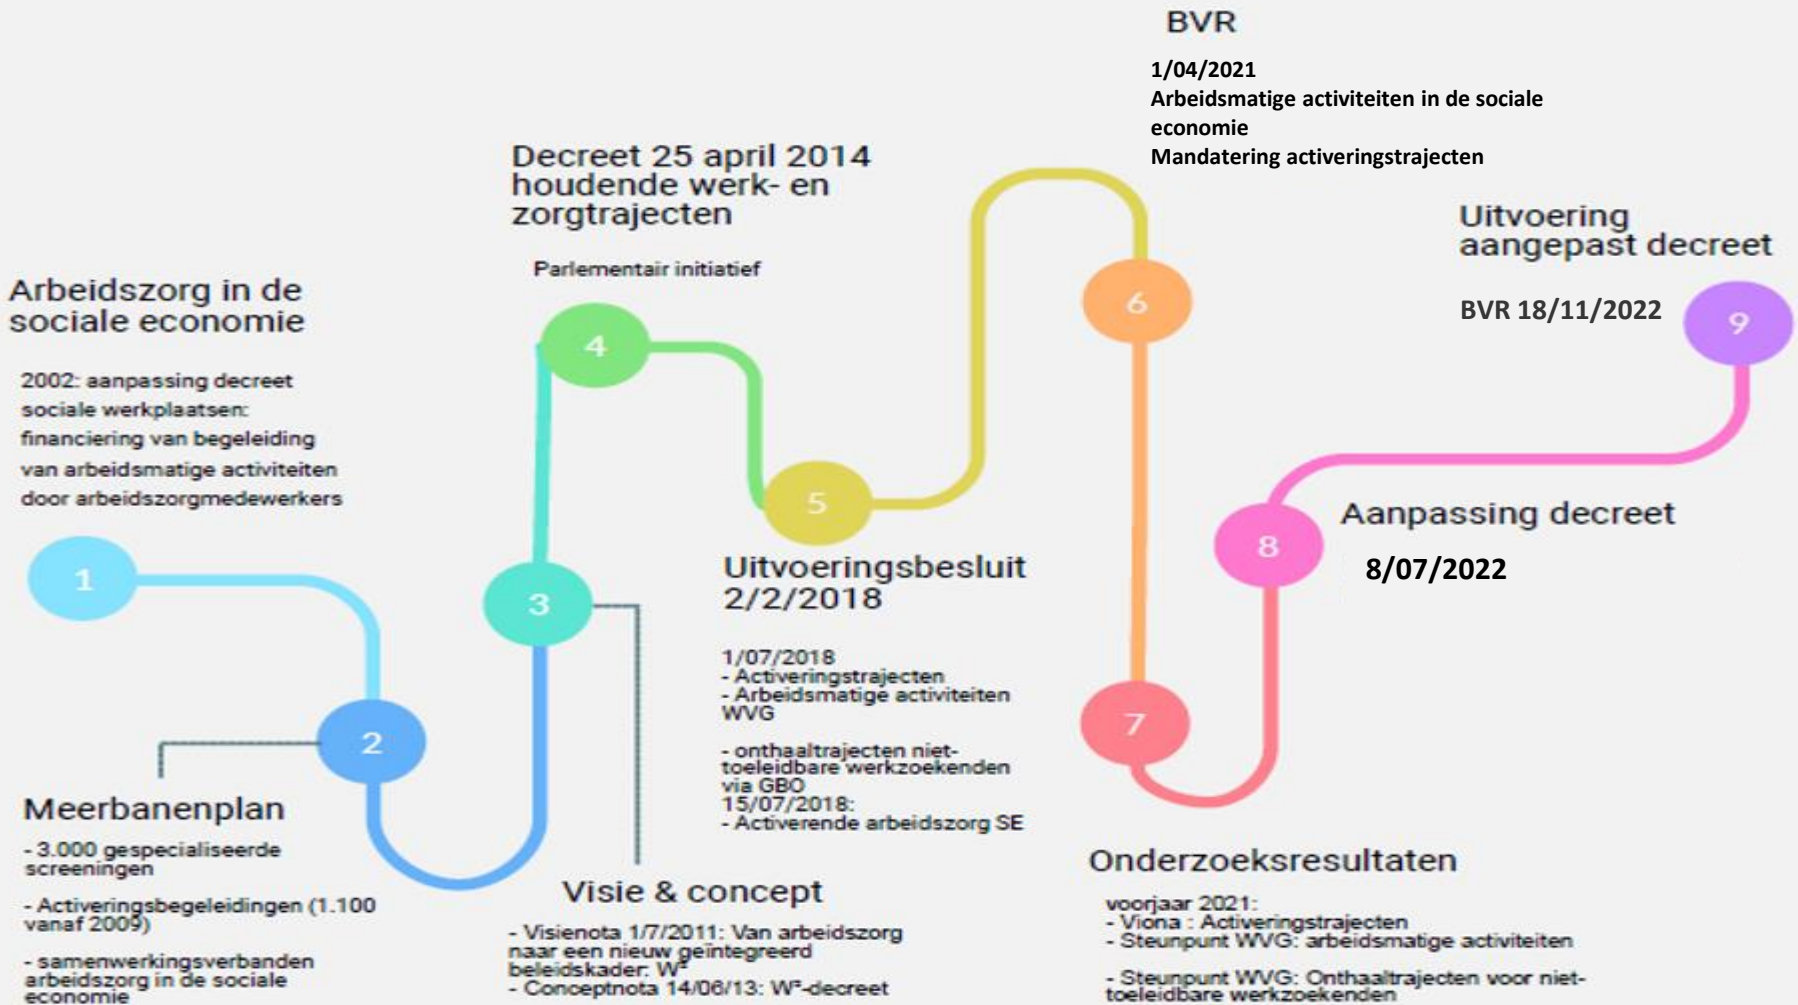 Arbeidszorg in de
sociale economie
2002: aanpassing decreet
sociale werkplaatsen:
financiering van begeleiding
van arbeidsmatige activiteiten
door arbeidszorgmedewerkers
1
2
Meerbanenplan
- 3.000 gespecialiseerde
screeningen
- Activeringsbegeleidingen (1.100
vanaf 2009)
- samenwerkingsverbanden
arbeidszorg in de sociale
economie
3
Visie & concept
- Visienota 1/7/2011: Van arbeidszorg
naar een nieuw geïntegreerd
beleidskader: W²
- Conceptnota 14/06/13: W²-decreet
Decreet 25 april 2014
houdende werk- en
zorgtrajecten
Parlementair initiatief
4
5
Uitvoeringsbesluit
2/2/2018
1/07/2018
- Activeringstrajecten
- Arbeidsmatige activiteiten
WVG
- onthaaltrajecten niet-
toeleidbare werkzoekenden
via GBO
15/07/2018:
- Activerende arbeidszorg SE
BVR
1/04/2021
Arbeidsmatige activiteiten in de sociale
economie
Mandatering activeringstrajecten
6
7
Onderzoeksresultaten
voorjaar 2021:
- Viona : Activeringstrajecten
- Steunpunt WVG: arbeidsmatige activiteiten
- Steunpunt WVG: Onthaaltrajecten voor niet-
toeleidbare werkzoekenden
8
Aanpassing decreet
8/07/2022
Uitvoering
aangepast decreet
BVR 18/11/2022
9